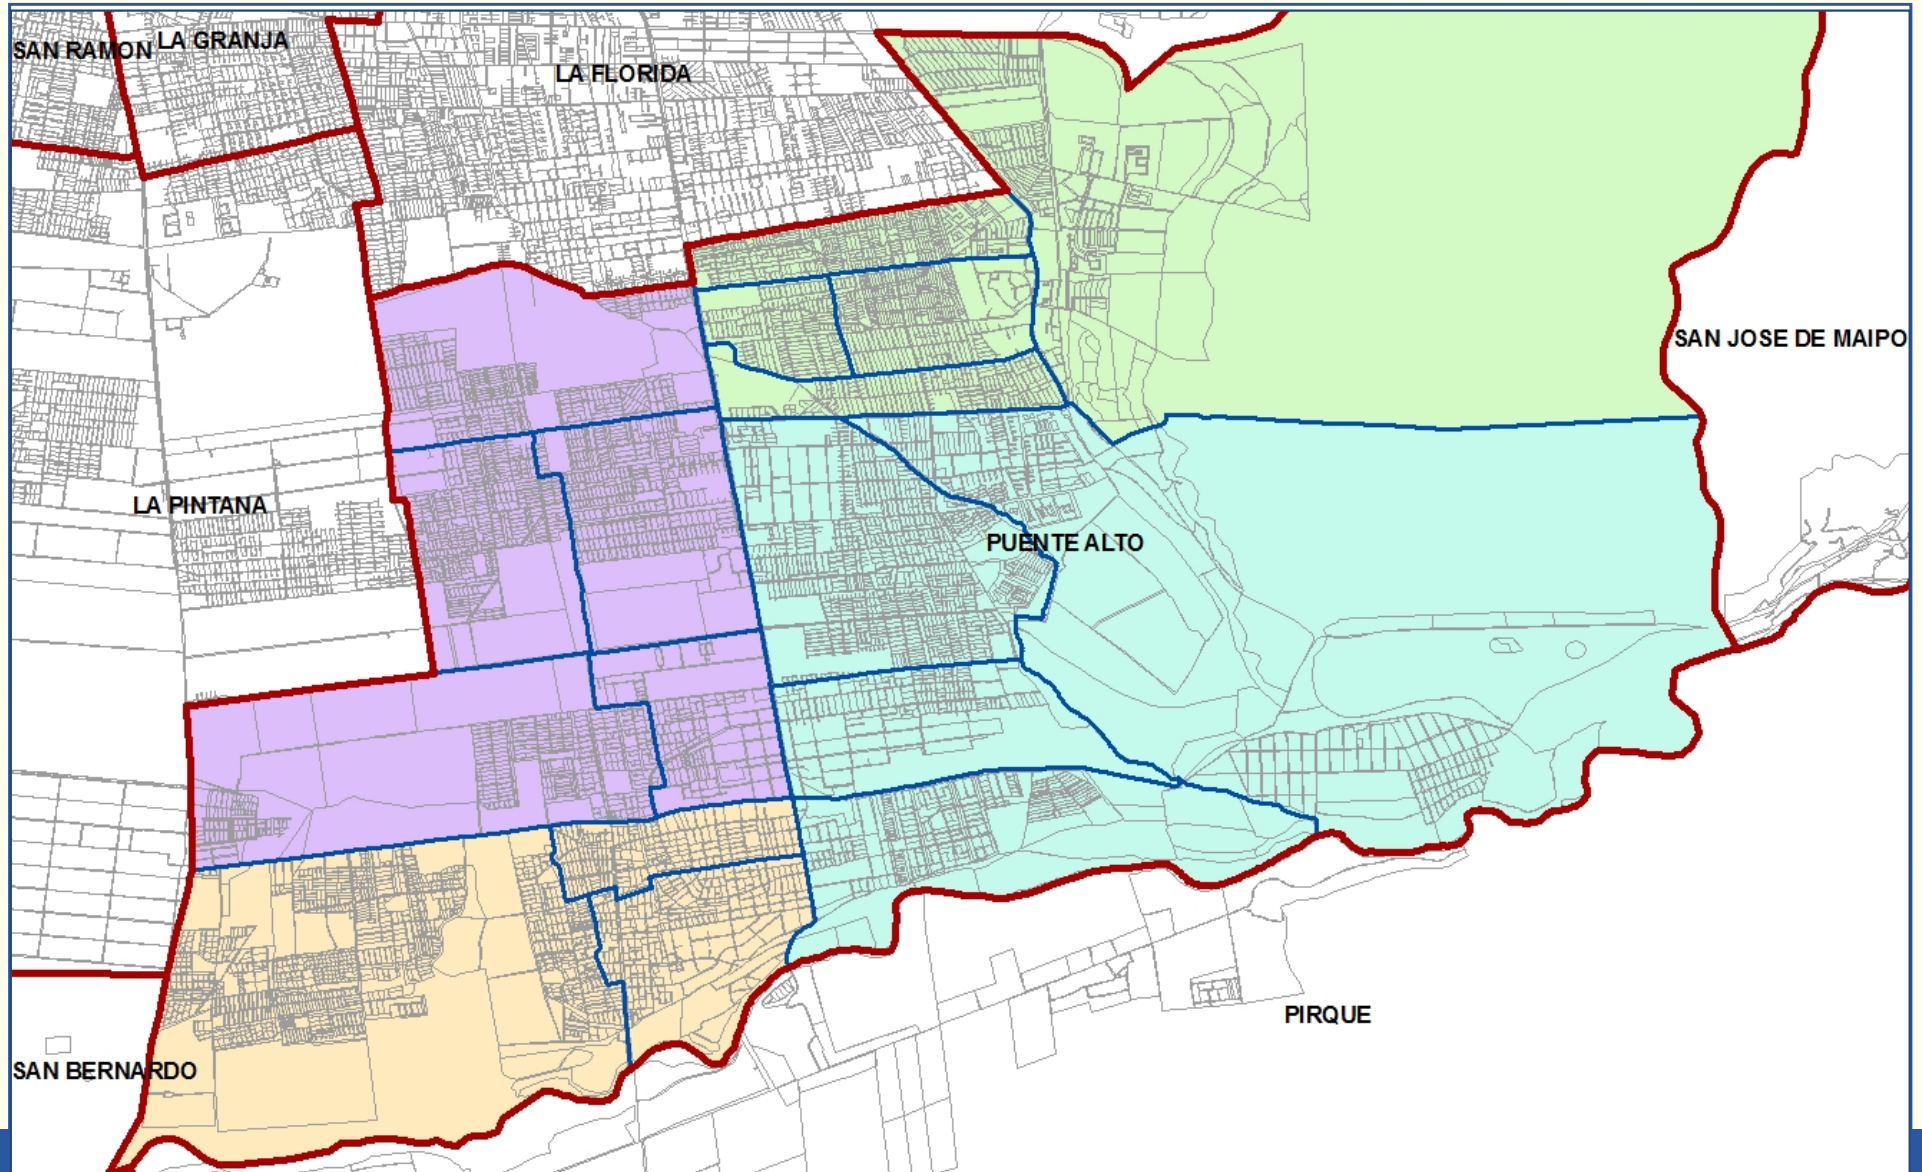 SAN RAMON
LA GRANJA
LA FLORIDA
SAN JOSE DE MAIPO
LA PINTANA
PUENTE ALTO
PIRQUE
SAN BERNARDO